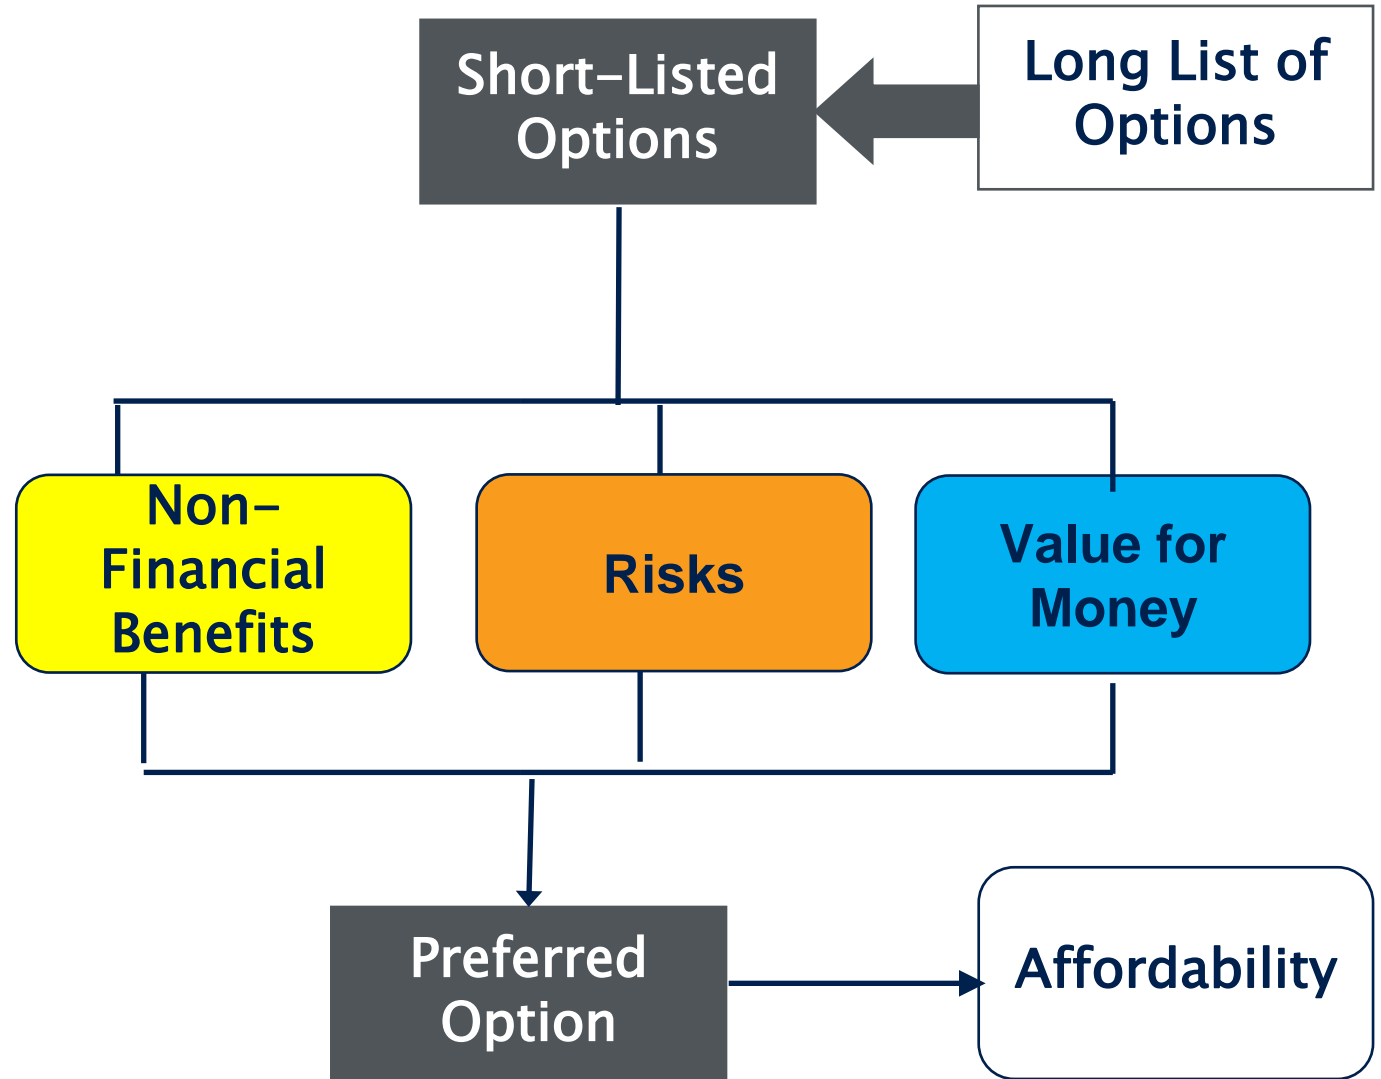 Short–Listed
Options
Long List of
Options
Non–
Financial
Benefits
Risks
Value for
Money
Preferred
Option
Affordability